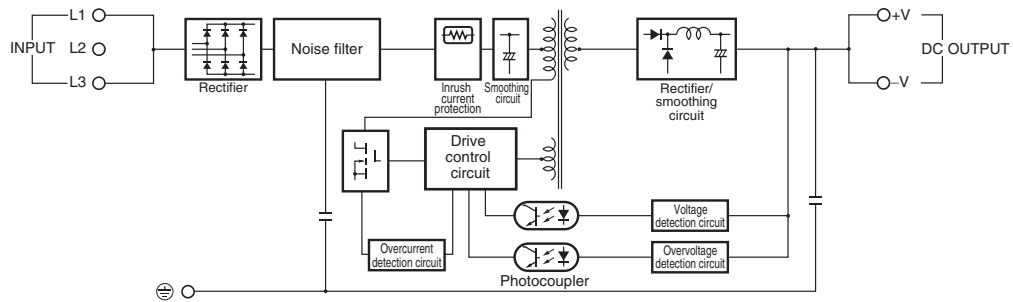 INPUT
L1
L2
L3
Rectifier
Noise filter
Inrush
current
protection
Smoothing
circuit
Rectifier/
smoothing
circuit
+V
DC OUTPUT
−V
Drive
control
circuit
Overcurrent
detection circuit
Voltage
detection circuit
Overvoltage
detection circuit
Photocoupler